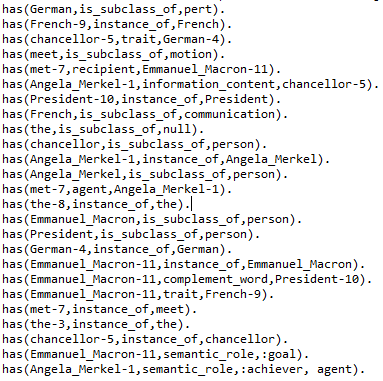 has(German,is_subclass_of,pert).
has(French-9,instance_of,French).
has(chancellor-5,trait,German-4).
has(meet,is_subclass_of,motion).
has(met-7,recipient,Emmanuel_Macron-11).
has(Angela_Merkel-1,information_content,chancellor-5).
has(President-10,instance_of,President).
has(French,is_subclass_of,communication).
has(the,is_subclass_of,null).
has(chancellor,is_subclass_of,person).
has(Angela_Merkel-1,instance_of,Angela_Merkel).
has(Angela_Merkel,is_subclass_of,person).
has(met-7,agent,Angela_Merkel-1).
has(the-8,instance_of,the).
has(Emmanuel_Macron,is_subclass_of,person).
has(President,is_subclass_of,person).
has(German-4,instance_of,German).
has(Emmanuel_Macron-11,instance_of,Emmanuel_Macron).
has(Emmanuel_Macron-11,complement_word,President-10).
has(Emmanuel_Macron-11,trait,French-9).
has(met-7,instance_of,meet).
has(the-3,instance_of,the).
has(chancellor-5,instance_of,chancellor).
has(Emmanuel_Macron-11,semantic_role,:goal).
has(Angela_Merkel-1,semantic_role,:achiever, agent).